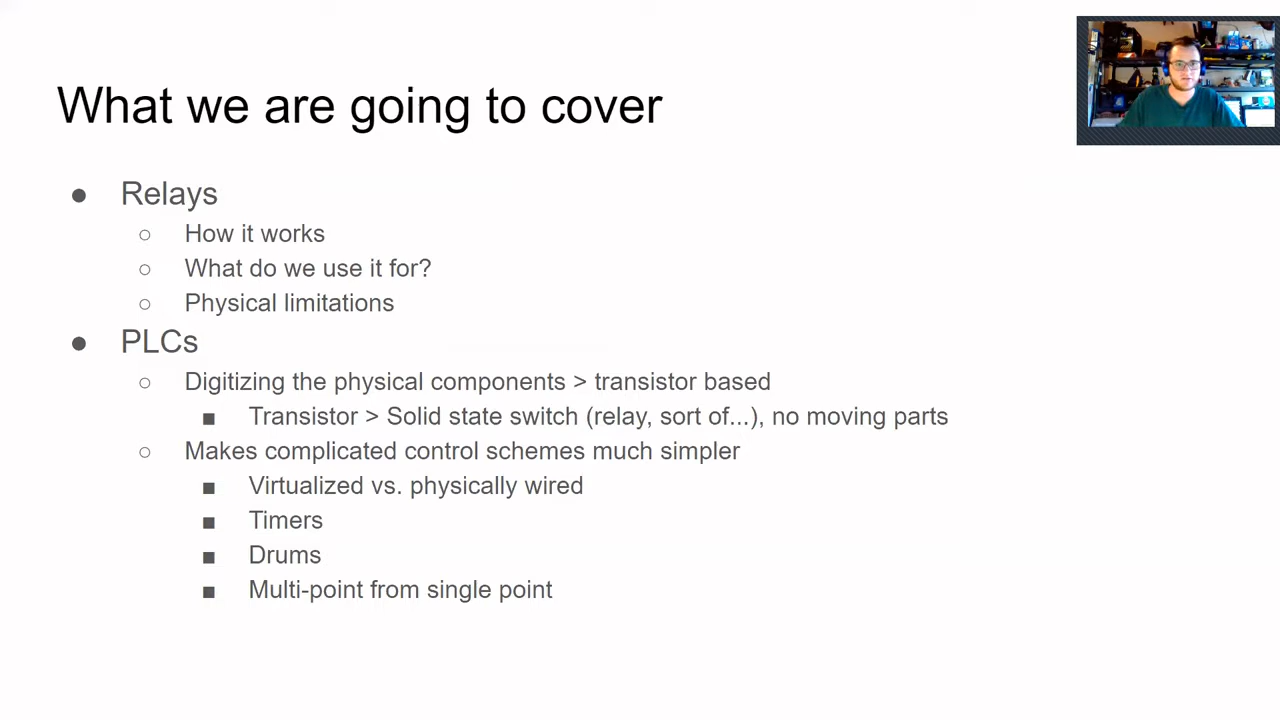 What we are going to cover
● Relays
○ How it works
○ What do we use it for?
○ Physical limitations
● PLCs
○ Digitizing the physical components > transistor based
■ Transistor > Solid state switch (relay, sort of...), no moving parts
○ Makes complicated control schemes much simpler
■ Virtualized vs. physically wired
■ Timers
■ Drums
■ Multi-point from single point